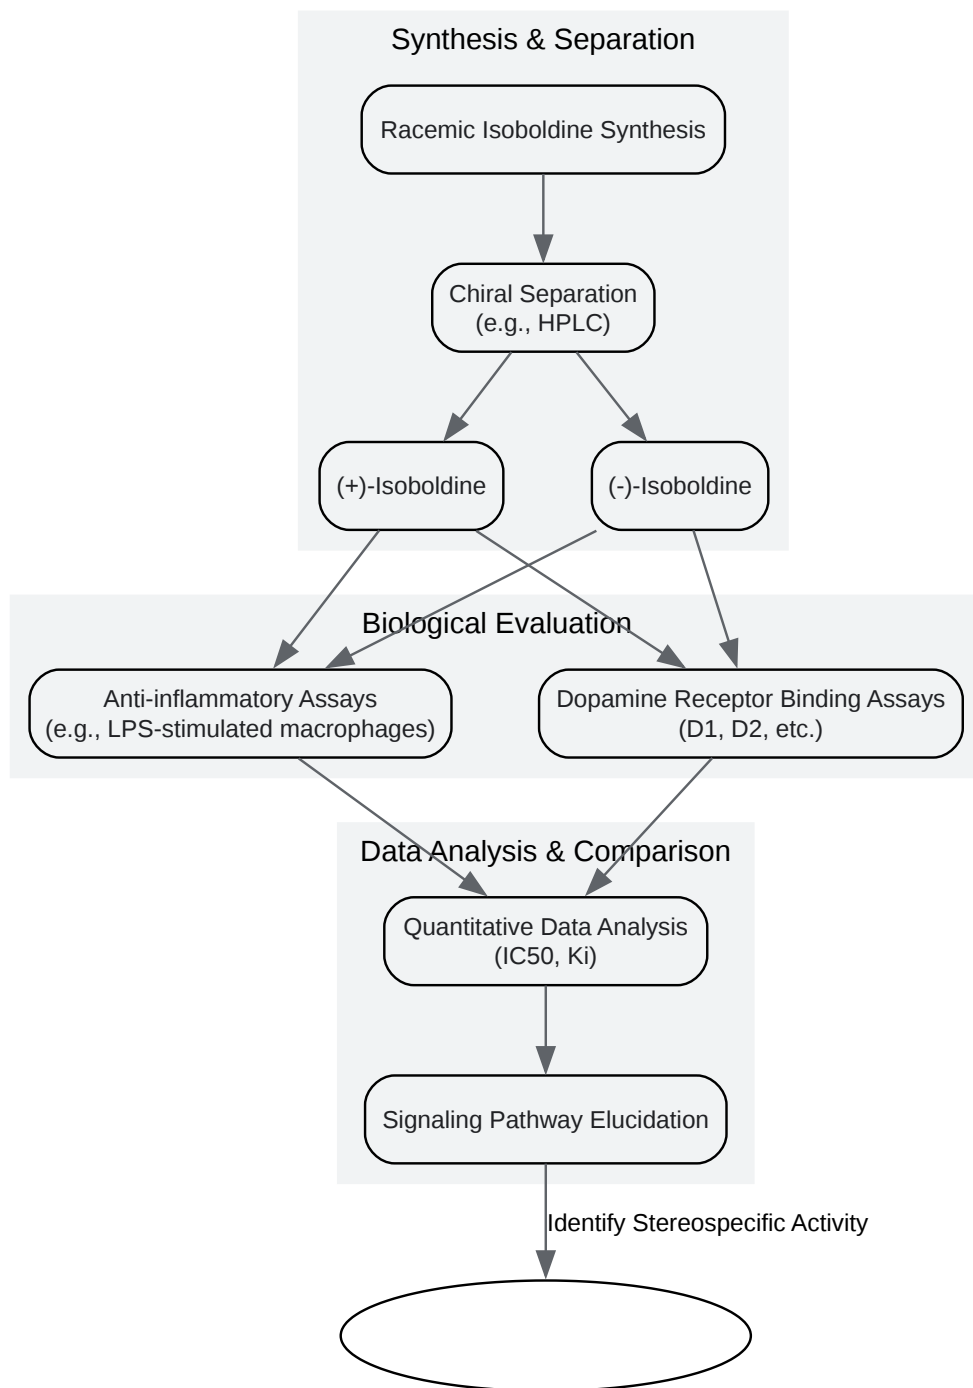 Synthesis & Separation
Racemic Isoboldine Synthesis
Chiral Separation
(e.g., HPLC)
(+)-Isoboldine
(-)-Isoboldine
Biological Evaluation
Anti-inflammatory Assays
(e.g., LPS-stimulated macrophages)
Dopamine Receptor Binding Assays
(D1, D2, etc.)
Data Analysis & Comparison
Quantitative Data Analysis
(IC50, Ki)
Signaling Pathway Elucidation
Identify Stereospecific Activity